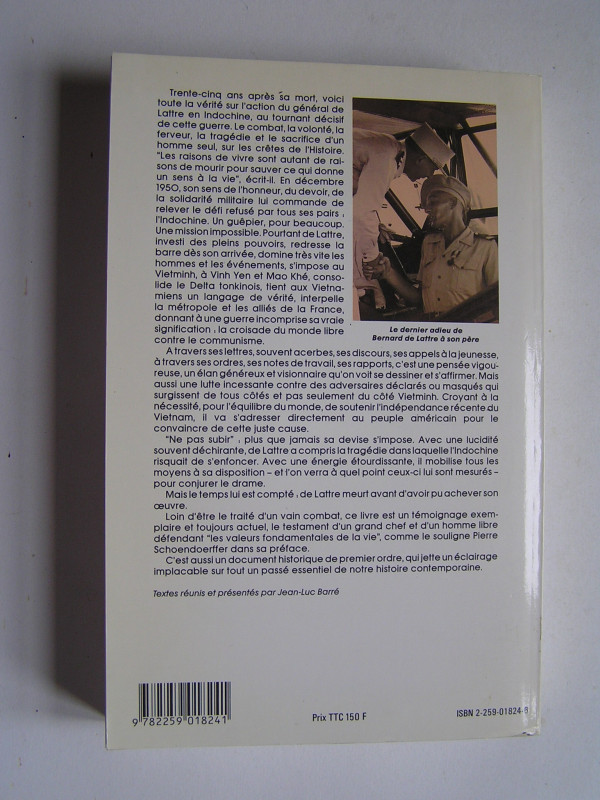 Trente-cinq ans après sa mort, voici
toute la vérité sur l'action du général de
Lattre en Indochine, au tournant décisif
de cette guerre. Le combat, la volonté, la
ferveur, la tragédie et le sacrifice d'un
homme seul, sur les crêtes de l'Histoire.
"Les raisons de vivre sont autant de rai-
sons de mourir pour sauver ce qui donne
un sens à la vie", écrit-il. En décembre
1950, son sens de l'honneur, du devoir, de
la solidarité militaire lui commande de
relever le défi refusé par tous ses pairs :
l'Indochine. Un guêpier, pour beaucoup.
Une mission impossible. Pourtant de Lattre,
investi des pleins pouvoirs, redresse la
barre dès son arrivée, domine très vite les
hommes et les événements, s'impose au
Vietminh, à Vinh Yen et Mao Khé, conso-
lide le Delta tonkinois, tient aux Vietna-
miens un langage de vérité, interpelle
la métropole et les alliés de la France,
donnant à une guerre incomprise sa vraie
signification : la croisade du monde libre
contre le communisme.
Le dernier adieu de
Bernard de Lattre à son père
A travers ses lettres, souvent acerbes, ses discours, ses appels à la jeunesse,
à travers ses ordres, ses notes de travail, ses rapports, c'est une pensée vigou-
reuse, un élan généreux et visionnaire qu'on voit se dessiner et s'affirmer. Mais
aussi une lutte incessante contre des adversaires déclarés ou masqués qui
surgissent de tous côtés et pas seulement du côté Vietminh. Croyant à la
nécessité, pour l'équilibre du monde, de soutenir l'indépendance récente du
Vietnam, il va s'adresser directement au peuple américain pour le
convaincre de cette juste cause.
"Ne pas subir" : plus que jamais sa devise s'impose. Avec une lucidité
souvent déchirante, de Lattre a compris la tragédie dans laquelle l'Indochine
risquait de s'enfoncer. Avec une énergie étourdissante, il mobilise tous les
moyens à sa disposition – et l'on verra à quel point ceux-ci lui sont mesurés –
pour conjurer le drame.
Mais le temps lui est compté : de Lattre meurt avant d'avoir pu achever son
œuvre.
Loin d'être le traité d'un vain combat, ce livre est un témoignage exem-
plaire et toujours actuel, le testament d'un grand chef et d'un homme libre
défendant "les valeurs fondamentales de la vie", comme le souligne Pierre
Schoendoerffer dans sa préface.
C'est aussi un document historique de premier ordre, qui jette un éclairage
implacable sur tout un passé essentiel de notre histoire contemporaine.
Textes réunis et présentés par Jean-Luc Barré
9 782259 018241
Prix TTC 150 F
ISBN 2-259-01824-8